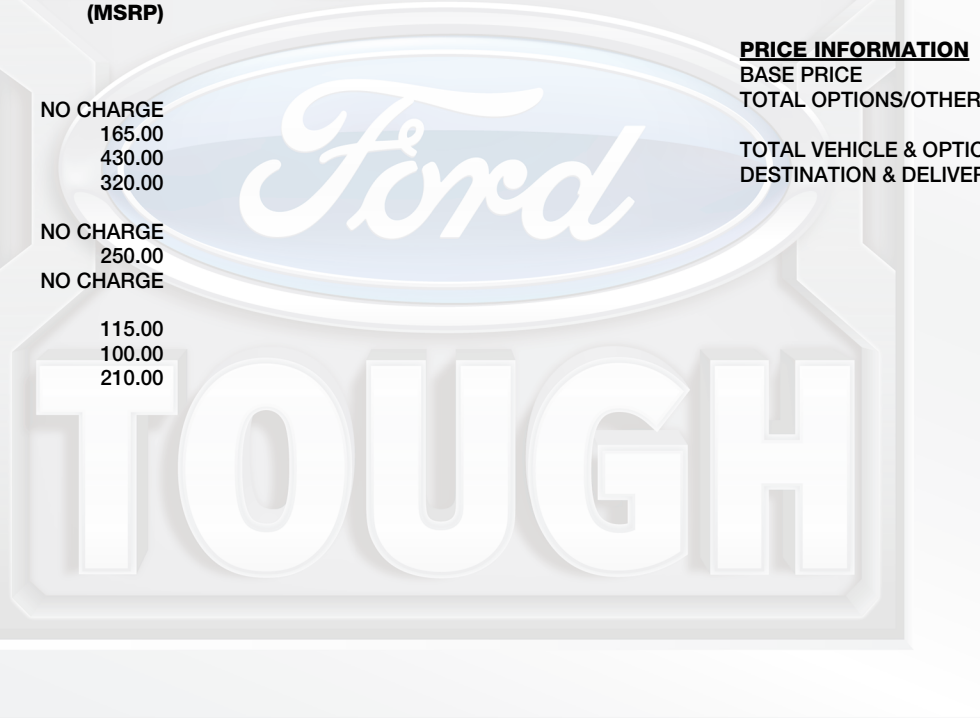 (MSRP)
NO CHARGE
165.00
430.00
320.00
NO CHARGE
250.00
NO CHARGE
115.00
100.00
210.00
PRICE INFORMATION
BASE PRICE
TOTAL OPTIONS/OTHER
TOTAL VEHICLE & OPTIO
DESTINATION & DELIVER
Ford
TOUGH